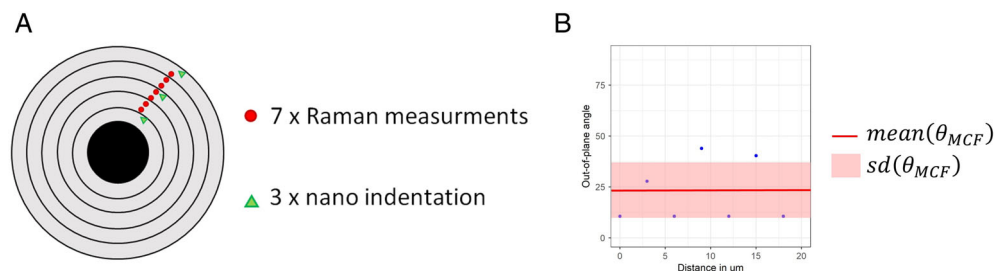 A
7 x Raman measurments
3 x nano indentation
B
Out-of-plane angle
75
50
25
0
0 5 10 15 20
Distance in um
mean(θMCF)
sd(θMCF)